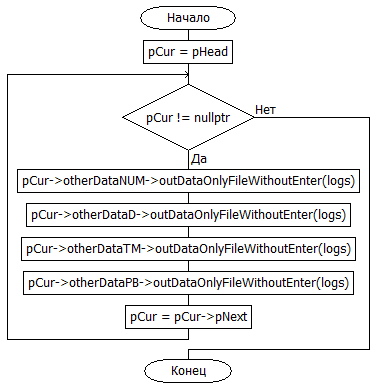 Начало
pCur = pHead
pCur != nullptr
Нет
Да
pCur->otherDataNUM->outDataOnlyFileWithoutEnter(logs)
pCur->otherDataD->outDataOnlyFileWithoutEnter(logs)
pCur->otherDataTM->outDataOnlyFileWithoutEnter(logs)
pCur->otherDataPB->outDataOnlyFileWithoutEnter(logs)
pCur = pCur->pNext
Конец